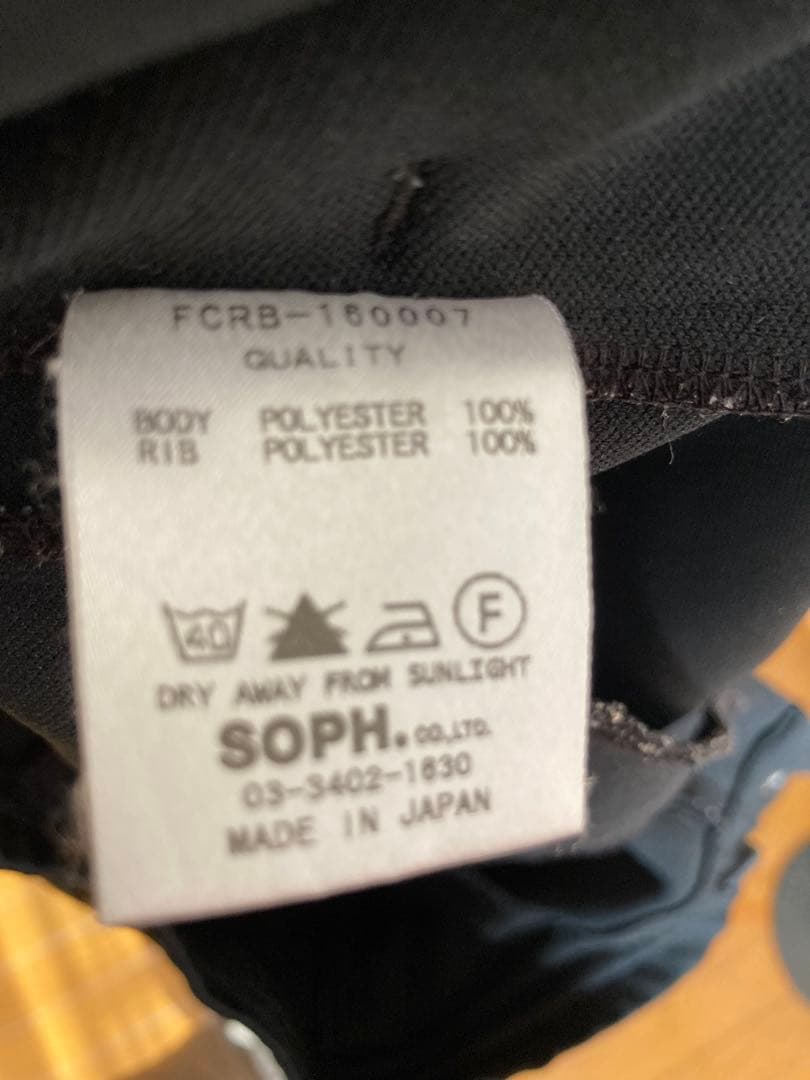 FCRB-160007
QUALITY
BODY POLYESTER 100%
RIB POLYESTER 100%
40
F
DRY AWAY FROM SUNLIGHT
SOPH. CO.,LTD.
03-3402-1630
MADE IN JAPAN